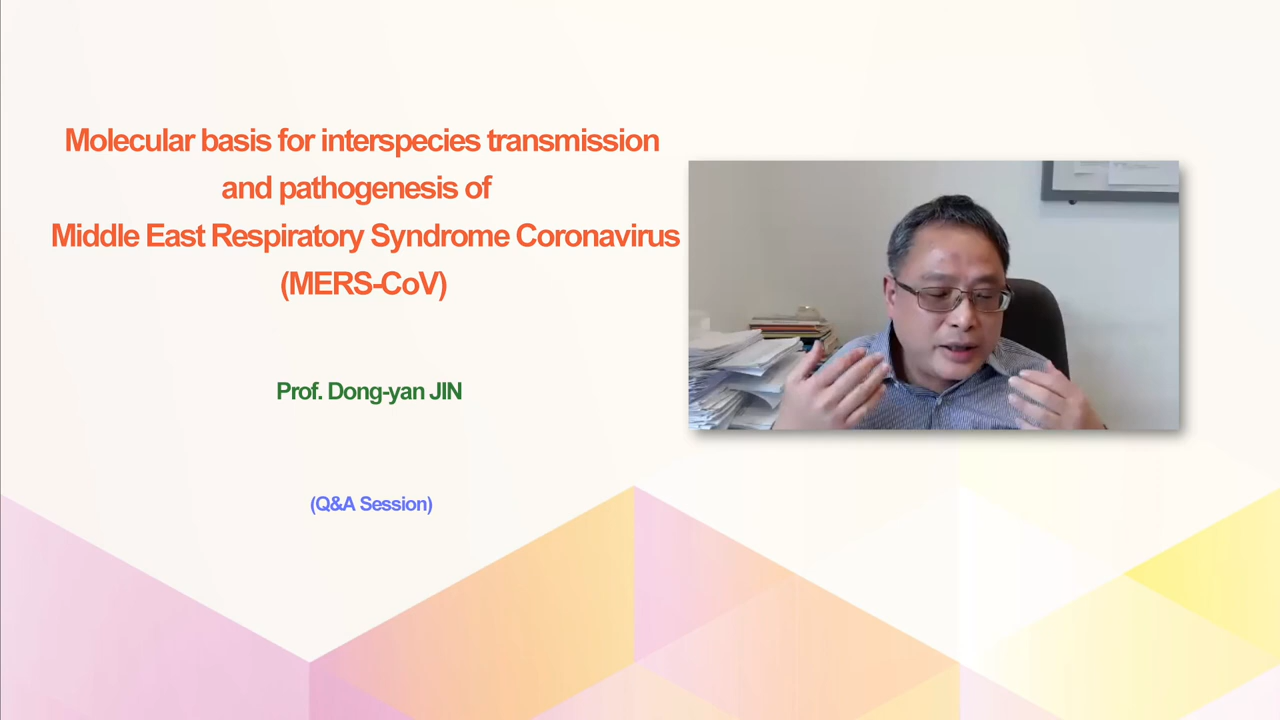 Molecular basis for interspecies transmission
and pathogenesis of
Middle East Respiratory Syndrome Coronavirus
(MERS-CoV)
Prof. Dong-yan JIN
(Q&A Session)